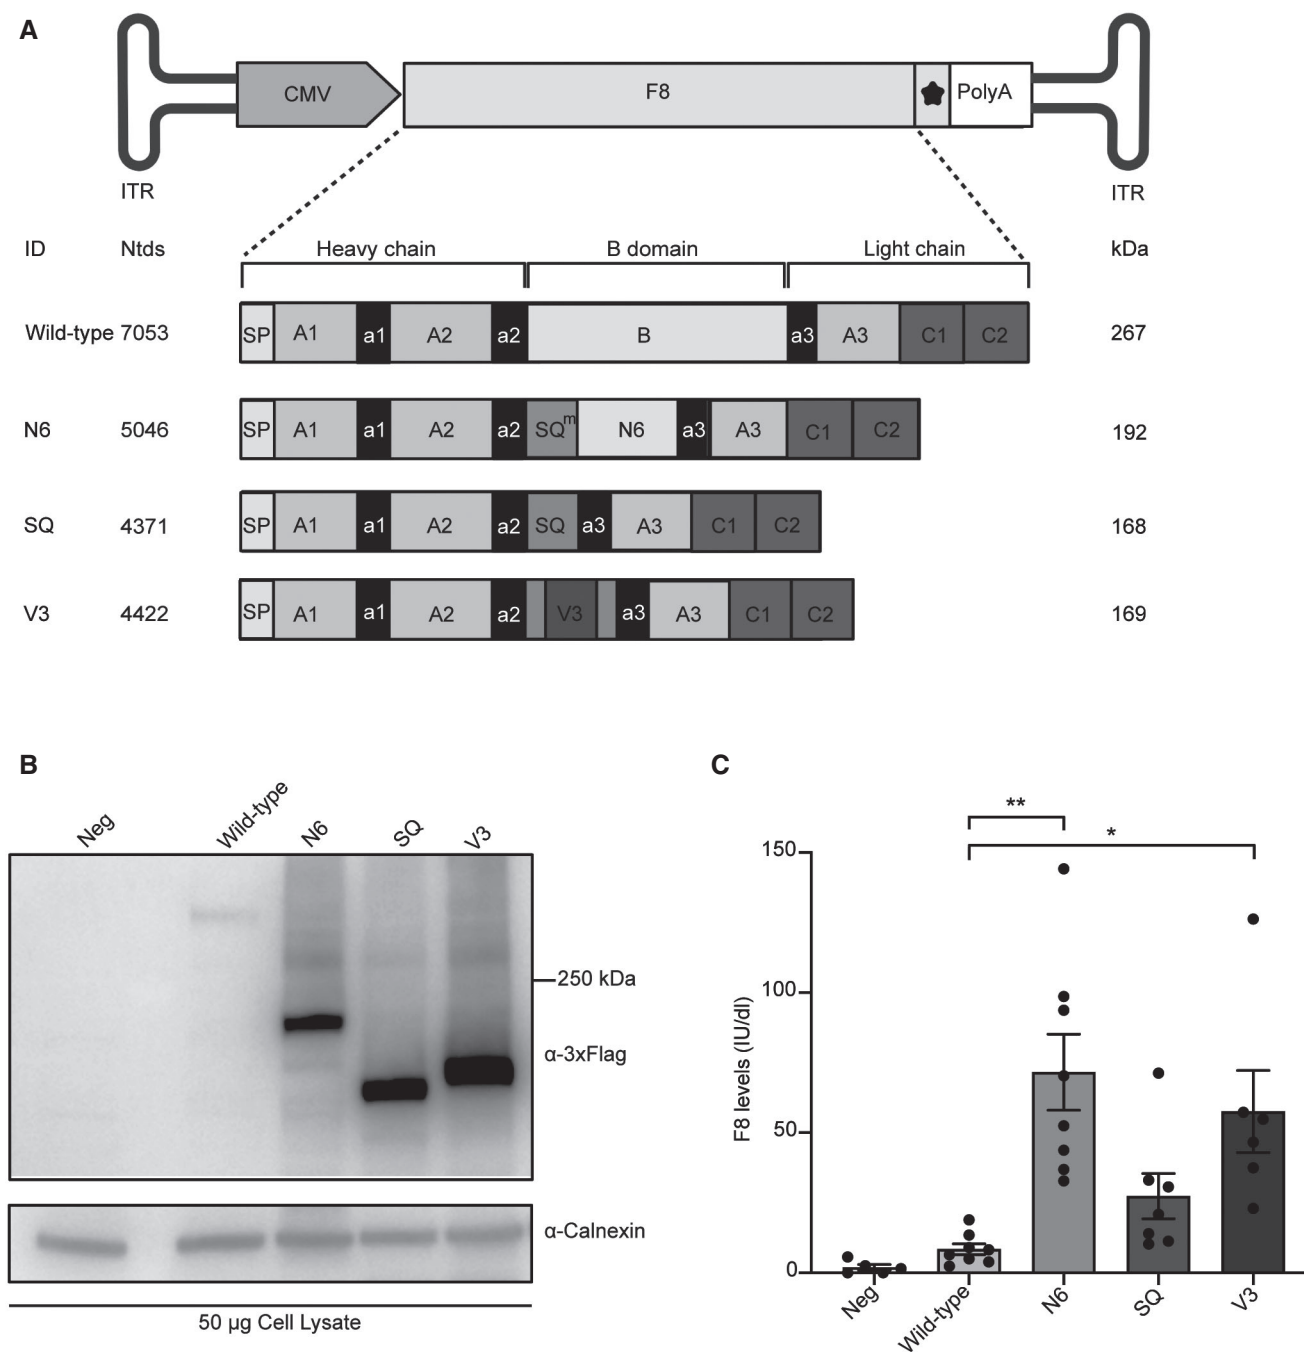 A
CMV
F8
PolyA
ITR
ITR
ID Ntds Heavy chain B domain Light chain kDa
Wild-type 7053 SP A1 a1 A2 a2 B a3 A3 C1 C2 267
N6 5046 SP A1 a1 A2 a2 SQm N6 a3 A3 C1 C2 192
SQ 4371 SP A1 a1 A2 a2 SQ a3 A3 C1 C2 168
V3 4422 SP A1 a1 A2 a2 V3 a3 A3 C1 C2 169
B
Neg Wild-type N6 SQ V3
250 kDa
α-3xFlag
α-Calnexin
50 μg Cell Lysate
C
**
*
150
100
50
0
F8 levels (IU/dl)
Neg Wild-type N6 SQ V3